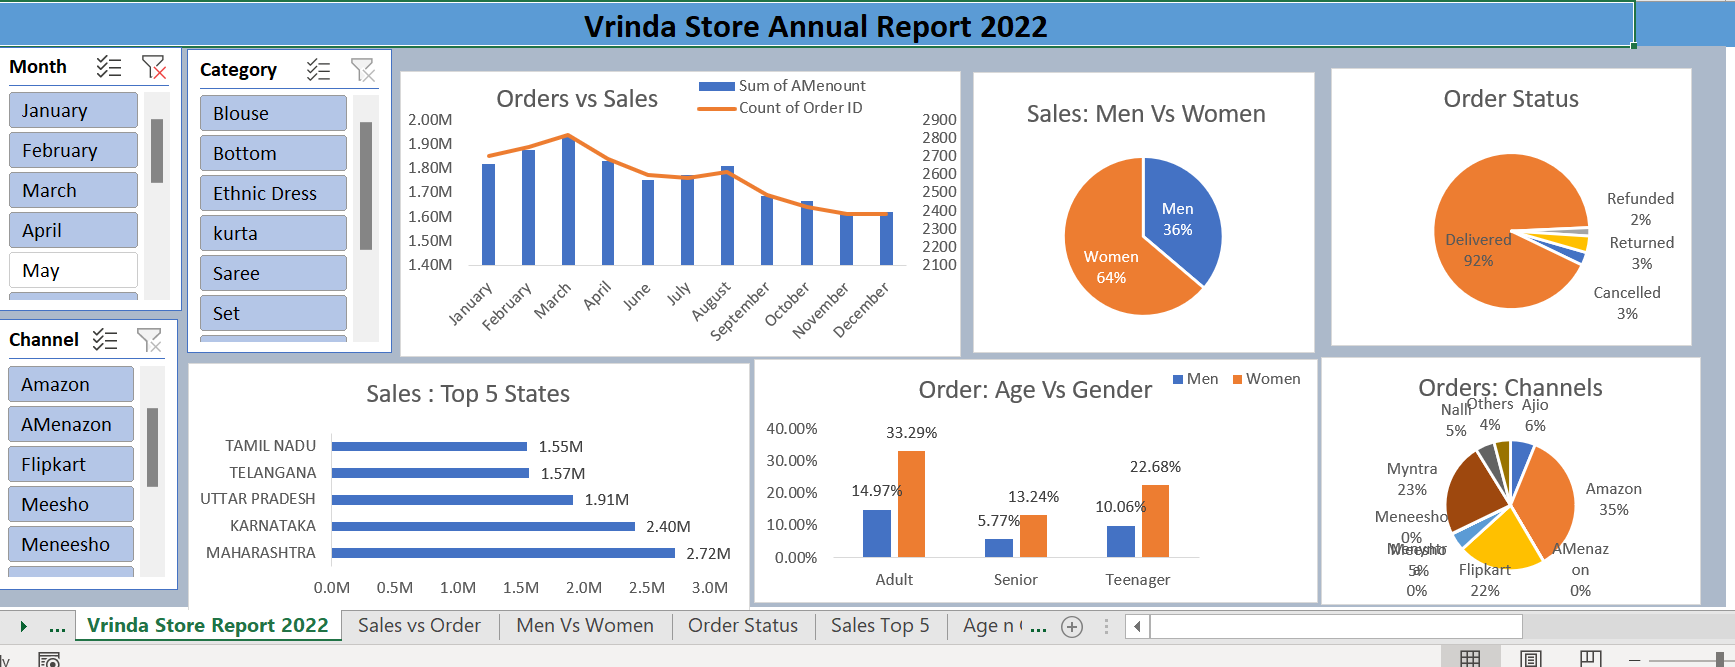 Vrinda Store Annual Report 2022
Month
January
February
March
April
May
Category
Blouse
Bottom
Ethnic Dress
kurta
Saree
Set
Channel
Amazon
AMenazon
Flipkart
Meesho
Meneesho
Orders vs Sales
Sum of AMenount
Count of Order ID
2.00M
1.90M
1.80M
1.70M
1.60M
1.50M
1.40M
2900
2800
2700
2600
2500
2400
2300
2200
2100
January
February
March
April
June
July
August
September
October
November
December
Sales: Men Vs Women
Men
36%
Women
64%
Order Status
Delivered
92%
Refunded
2%
Returned
3%
Cancelled
3%
Sales : Top 5 States
TAMIL NADU 1.55M
TELANGANA 1.57M
UTTAR PRADESH 1.91M
KARNATAKA 2.40M
MAHARASHTRA 2.72M
0.0M 0.5M 1.0M 1.5M 2.0M 2.5M 3.0M
Order: Age Vs Gender
Men Women
40.00%
30.00%
20.00%
10.00%
0.00%
14.97%
33.29%
5.77%
13.24%
10.06%
22.68%
Adult Senior Teenager
Orders: Channels
Nalli
5%
Others
4%
Ajio
6%
Myntra
23%
Amazon
35%
Meneesho
0%
Meesho
5%
0%
Flipkart
22%
AMenaz
on
0%
... Vrinda Store Report 2022 Sales vs Order Men Vs Women Order Status Sales Top 5 Age n ...